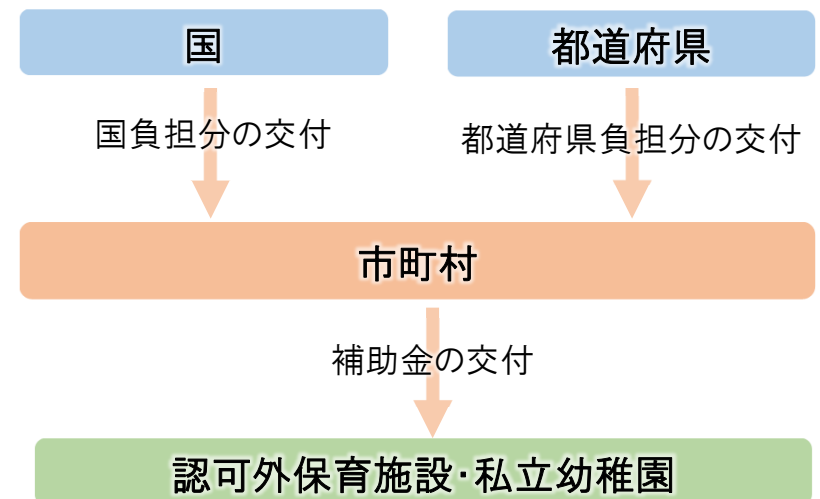 国
都道府県
国負担分の交付
都道府県負担分の交付
市町村
補助金の交付
認可外保育施設・私立幼稚園